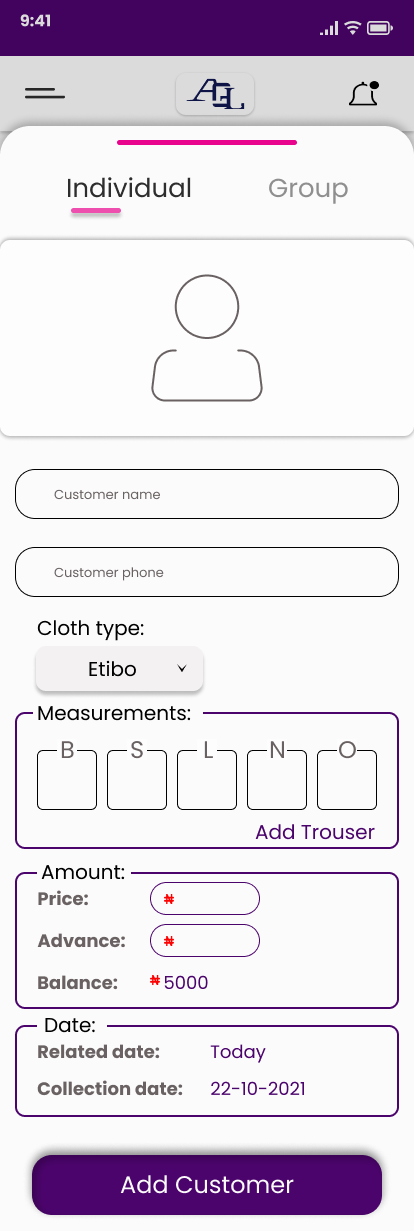 9:41
AGL
Individual Group
Customer name
Customer phone
Cloth type:
Etibo
Measurements:
B S L N O
Add Trouser
Amount:
Price: ₦
Advance: ₦
Balance: ₦5000
Date:
Related date: Today
Collection date: 22-10-2021
Add Customer